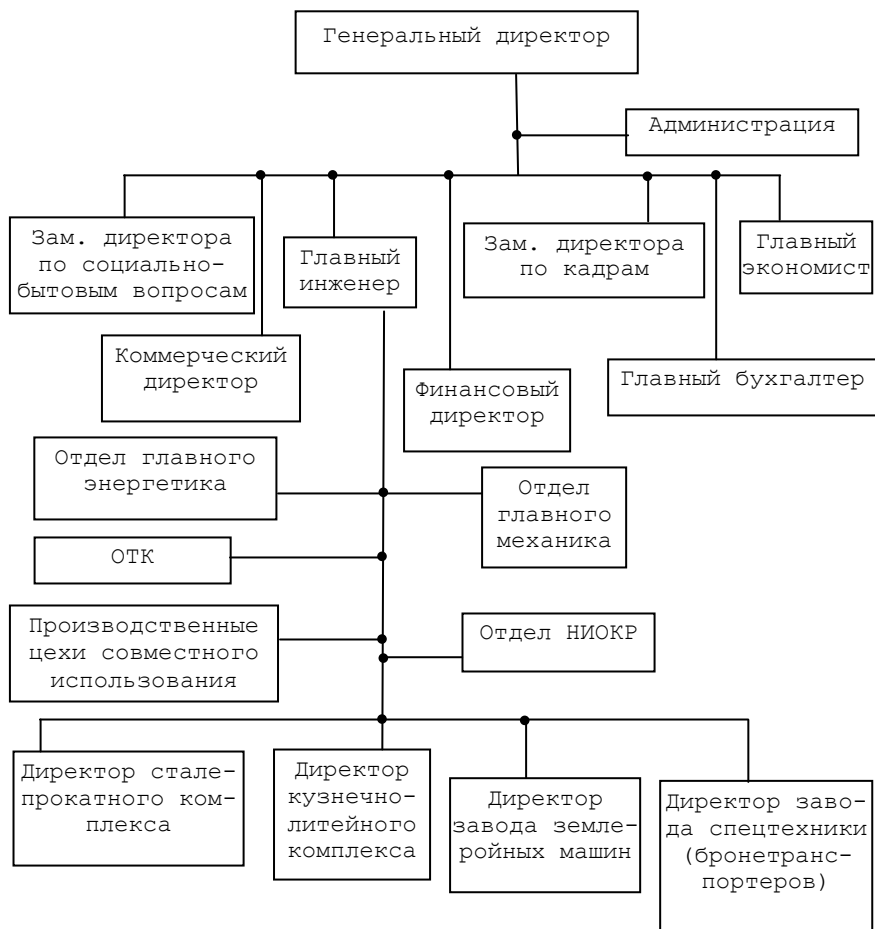 Генеральный директор
Администрация
Зам. директора
по социально-
бытовым вопросам
Главный
инженер
Зам. директора
по кадрам
Главный
экономист
Коммерческий
директор
Финансовый
директор
Главный бухгалтер
Отдел главного
энергетика
Отдел
главного
механика
ОТК
Производственные
цехи совместного
использования
Отдел НИОКР
Директор стале-
прокатного ком-
плекса
Директор
кузнечно-
литейного
комплекса
Директор
завода земле-
ройных машин
Директор заво-
да спецтехники
(бронетранс-
портеров)